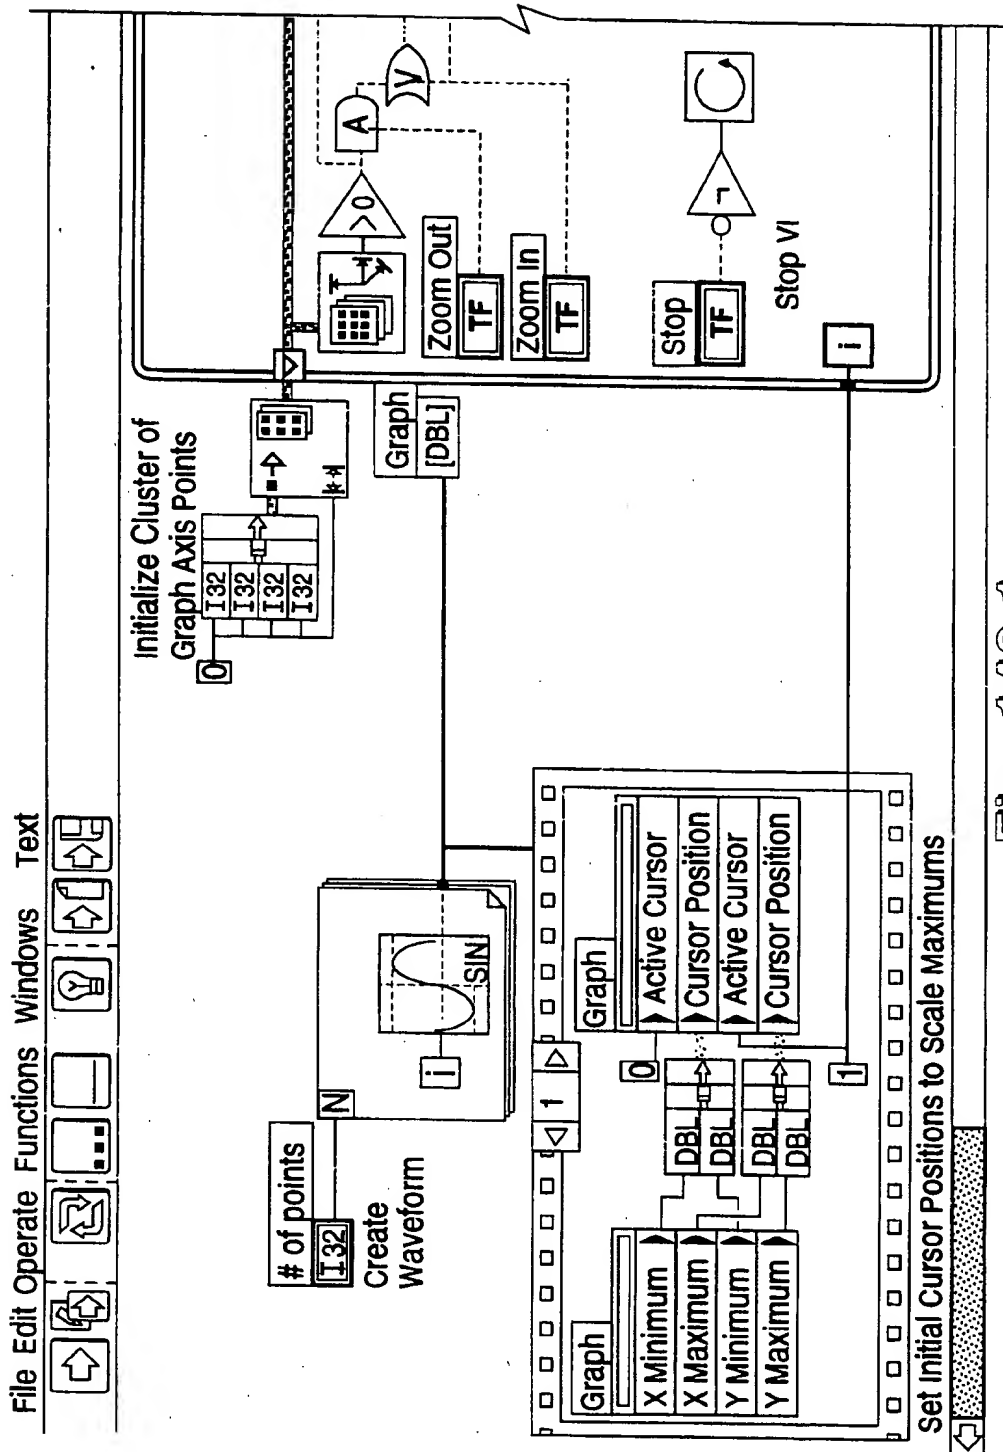 File Edit Operate Functions Windows Text
Initialize Cluster of
Graph Axis Points
0
I32
I32
I32
I32
# of points
I32
Create
Waveform
N
i
SIN
Graph
[DBL]
>0
A
V
Zoom Out
TF
Zoom In
TF
Stop
TF
Stop VI
1
Graph
X Minimum
X Maximum
Y Minimum
Y Maximum
DBL
DBL
DBL
DBL
0
1
Graph
Active Cursor
Cursor Position
Active Cursor
Cursor Position
Set Initial Cursor Positions to Scale Maximums